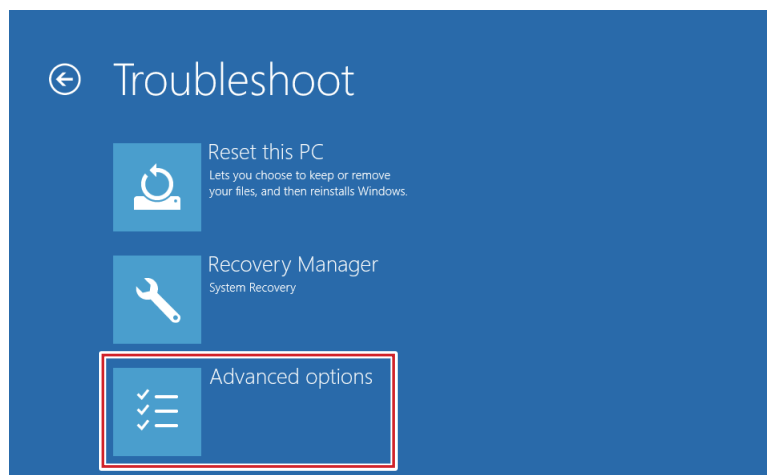 Troubleshoot
Reset this PC
Lets you choose to keep or remove
your files, and then reinstalls Windows.
Recovery Manager
System Recovery
Advanced options